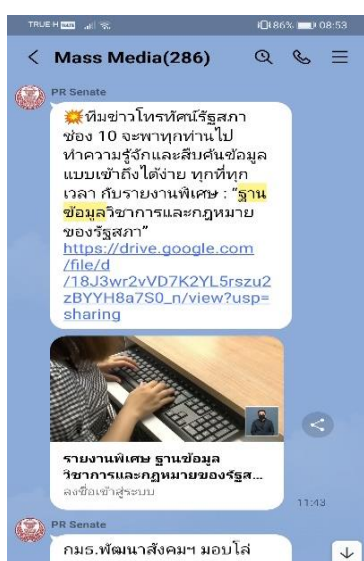 TRUE-H
86%
08:53
Mass Media(286)
PR Senate
💥ทีมข่าวโทรทัศน์รัฐสภา
ช่อง 10 จะพาทุกท่านไป
ทำความรู้จักและสืบค้นข้อมูล
แบบเข้าถึงได้ง่าย ทุกที่ทุก
เวลา กับรายงานพิเศษ : "ฐาน
ข้อมูลวิชาการและกฎหมาย
ของรัฐสภา"
https://drive.google.com
/file/d
/18J3wr2vVD7K2YL5rszu2
zBYYH8a7S0_n/view?usp=
sharing
รายงานพิเศษ ฐานข้อมูล
วิชาการและกฎหมายของรัฐส...
ลงชื่อเข้าสู่ระบบ
11:43
PR Senate
กมธ.พัฒนาสังคมฯ มอบโล่